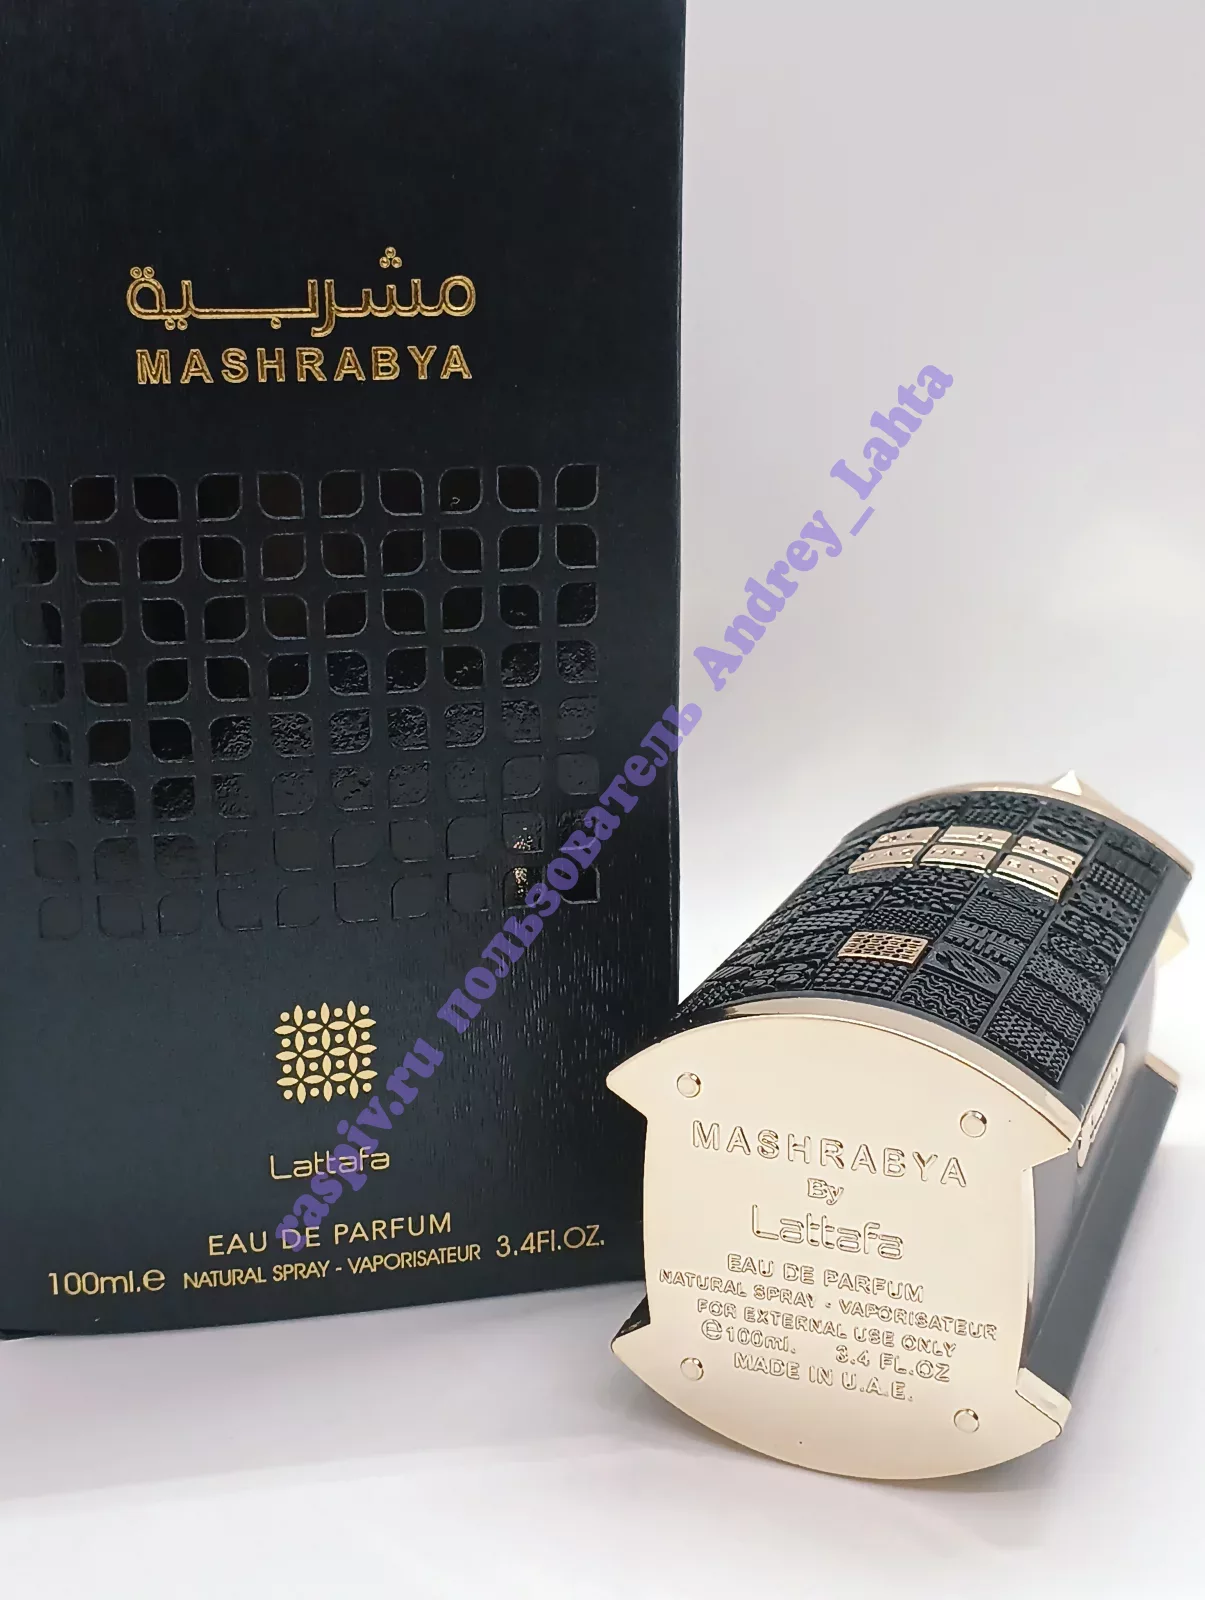 مشربية
MASHRABYA
Lattafa
EAU DE PARFUM
100ml.e NATURAL SPRAY - VAPORISATEUR 3.4Fl.OZ.
raspiv.ru пользователь Andrey_Lahta
MASHRABYA
By
Lattafa
EAU DE PARFUM
NATURAL SPRAY - VAPORISATEUR
FOR EXTERNAL USE ONLY
e100ml. 3.4 FL.OZ
MADE IN U.A.E.